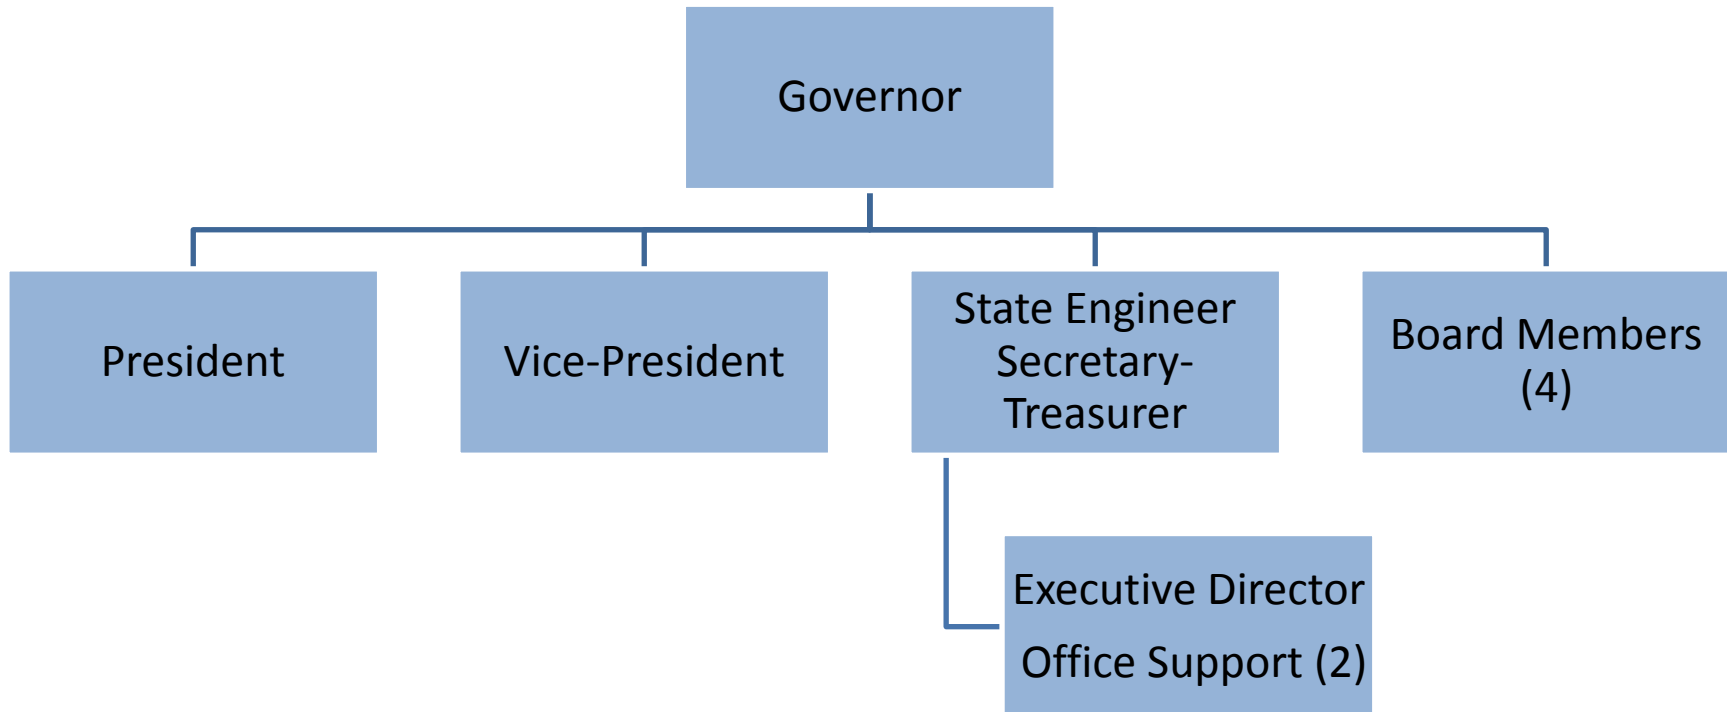 Governor
President
Vice-President
State Engineer
Secretary-
Treasurer
Board Members
(4)
Executive Director
Office Support (2)